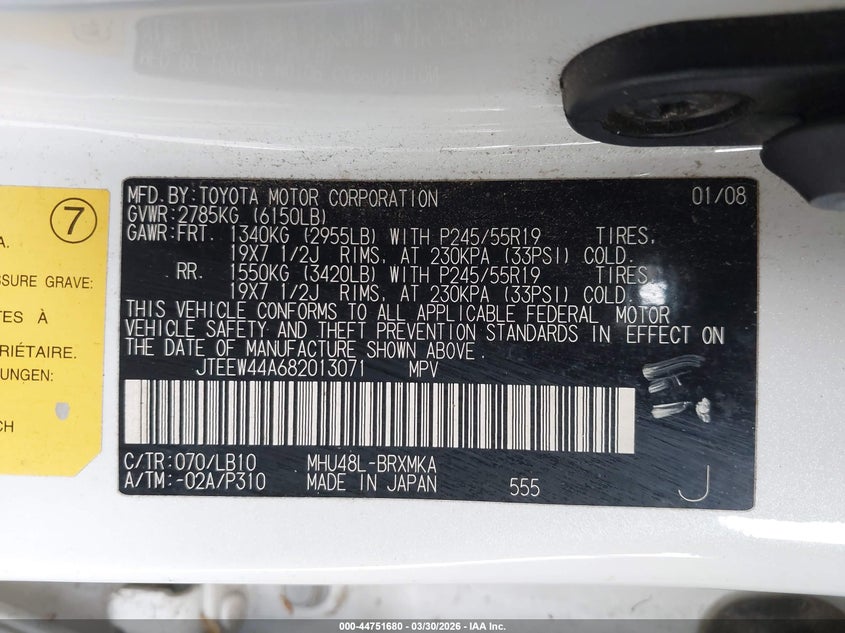 7
A.
SSURE GRAVE:
TES À
RIÉTAIRE.
UNGEN:
CH
MFD.BY:TOYOTA MOTOR CORPORATION 01/08
GVWR:2785KG (6150LB)
GAWR:FRT. 1340KG (2955LB) WITH P245/55R19 TIRES,
19X7 1/2J RIMS, AT 230KPA (33PSI) COLD.
RR. 1550KG (3420LB) WITH P245/55R19 TIRES,
19X7 1/2J RIMS, AT 230KPA (33PSI) COLD.
THIS VEHICLE CONFORMS TO ALL APPLICABLE FEDERAL MOTOR
VEHICLE SAFETY AND THEFT PREVENTION STANDARDS IN EFFECT ON
THE DATE OF MANUFACTURE SHOWN ABOVE.
JTEEW44A682013071 MPV
C/TR:070/LB10 MHU48L-BRXMKA
A/TM:-02A/P310 MADE IN JAPAN 555 J
000-44751680 - 03/30/2026 - IAA Inc.